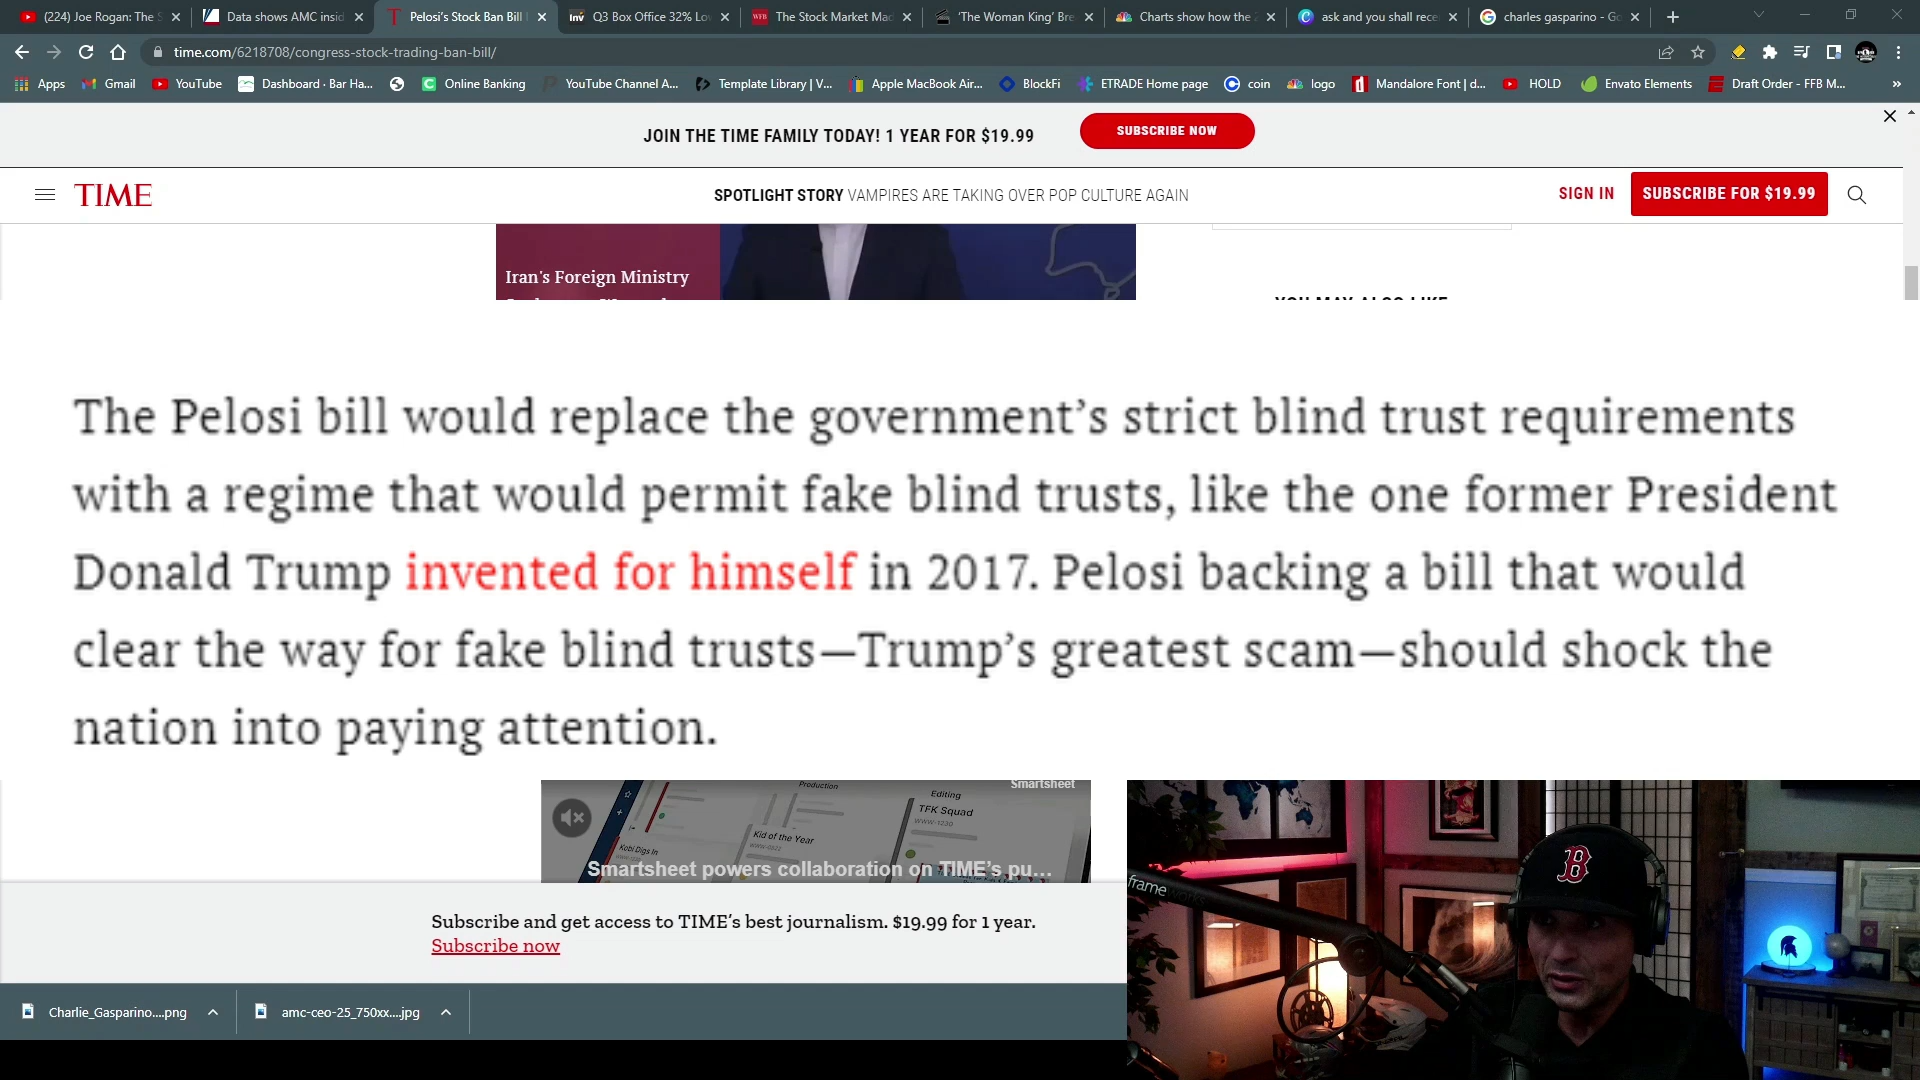 (224) Joe Rogan: The S
Data shows AMC insid
Pelosi's Stock Ban Bill
Q3 Box Office 32% Lo
The Stock Market Mad
'The Woman King' Bre
Charts show how the
ask and you shall rece
charles gasparino - Go
time.com/6218708/congress-stock-trading-ban-bill/
Apps
Gmail
YouTube
Dashboard · Bar Ha...
Online Banking
YouTube Channel A...
Template Library | V...
Apple MacBook Air...
BlockFi
ETRADE Home page
coin
logo
Mandalore Font | d...
HOLD
Envato Elements
Draft Order - FFB M...
JOIN THE TIME FAMILY TODAY! 1 YEAR FOR $19.99
SUBSCRIBE NOW
TIME
SPOTLIGHT STORY VAMPIRES ARE TAKING OVER POP CULTURE AGAIN
SIGN IN
SUBSCRIBE FOR $19.99
Iran's Foreign Ministry
YOU MAY ALSO LIKE
The Pelosi bill would replace the government's strict blind trust requirements
with a regime that would permit fake blind trusts, like the one former President
Donald Trump invented for himself in 2017. Pelosi backing a bill that would
clear the way for fake blind trusts—Trump's greatest scam—should shock the
nation into paying attention.
Smartsheet
Production
Editing
TFK Squad
WWW-1230
Kid of the Year
Kobi Digs In
Smartsheet powers collaboration on TIME's pu...
Subscribe and get access to TIME's best journalism. $19.99 for 1 year.
Subscribe now
Charlie_Gasparino....png
amc-ceo-25_750xx....jpg
B
frame